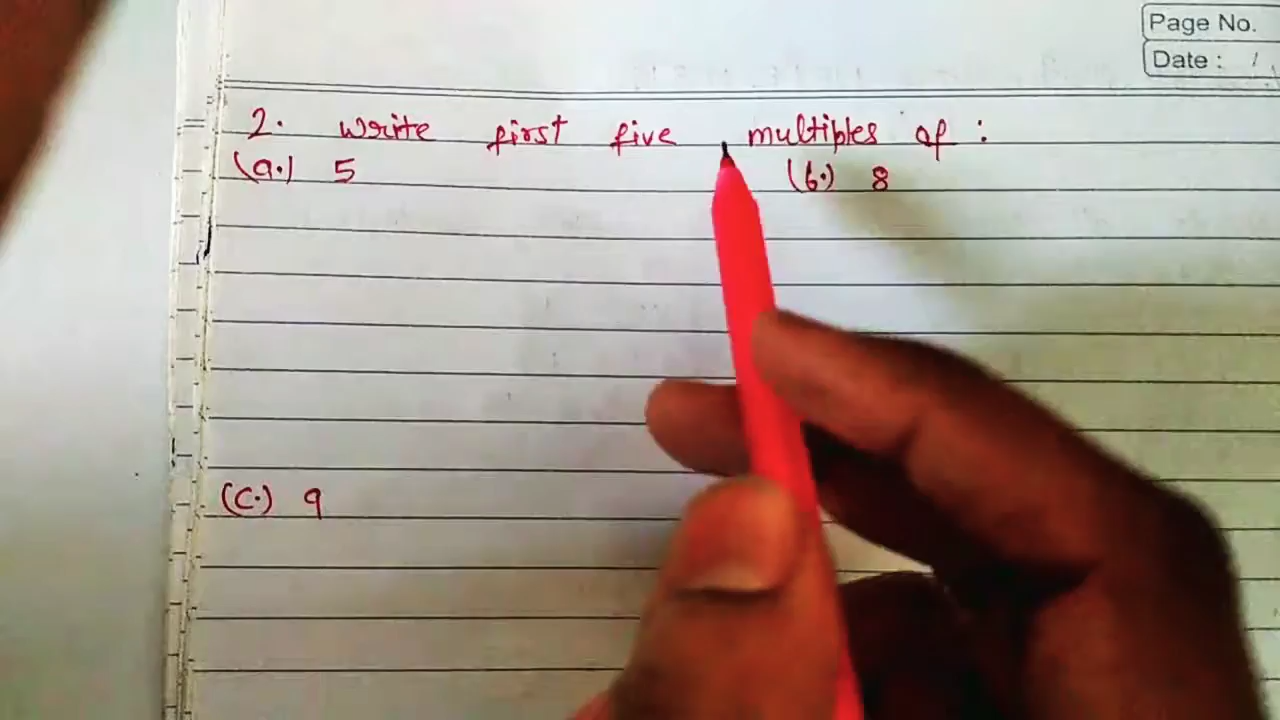 Page No.
Date : /
2. Write first five multiples of :
(a.) 5 (b.) 8
(c.) 9